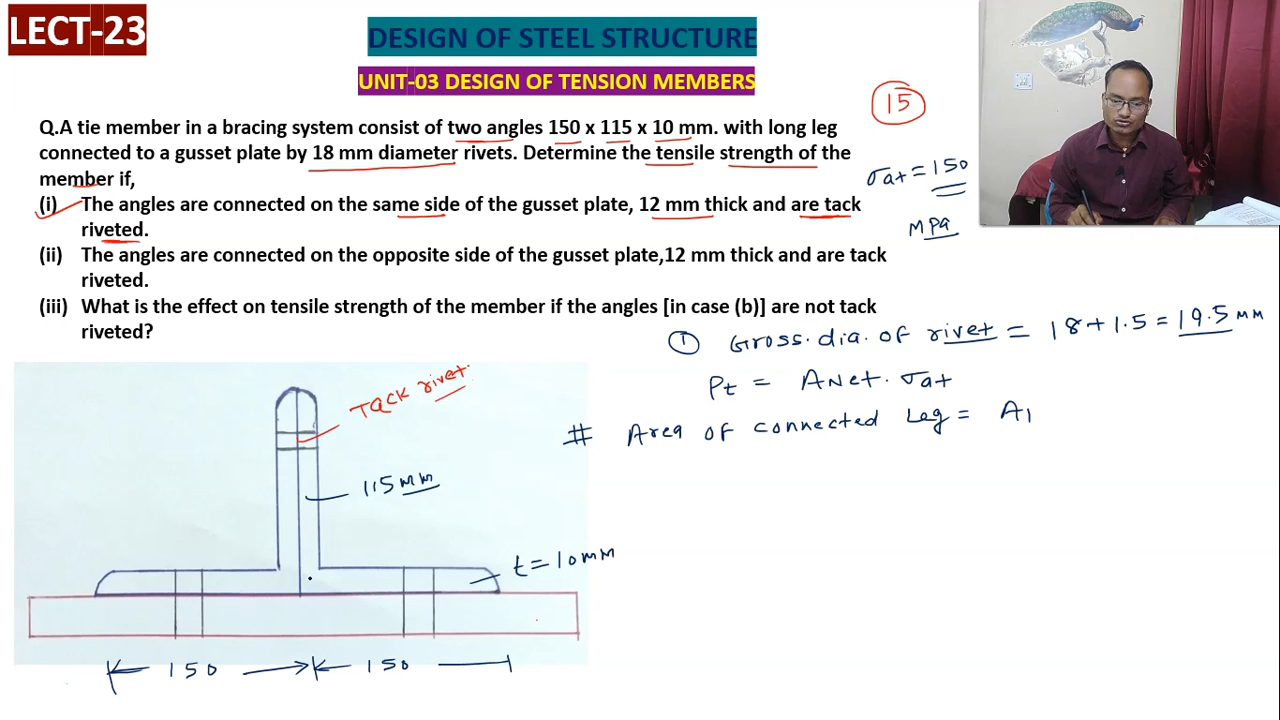 LECT-23
DESIGN OF STEEL STRUCTURE
UNIT-03 DESIGN OF TENSION MEMBERS
15
Q.A tie member in a bracing system consist of two angles 150 x 115 x 10 mm. with long leg
connected to a gusset plate by 18 mm diameter rivets. Determine the tensile strength of the
member if,
(i) The angles are connected on the same side of the gusset plate, 12 mm thick and are tack
riveted.
(ii) The angles are connected on the opposite side of the gusset plate,12 mm thick and are tack
riveted.
(iii) What is the effect on tensile strength of the member if the angles [in case (b)] are not tack
riveted?
σat = 150
MPa
① Gross. dia. of rivet = 18 + 1.5 = 19.5 mm
Pt = ANet. σat
# Area of connected Leg = A1
Tack rivet
115 mm
t = 10 mm
150 150